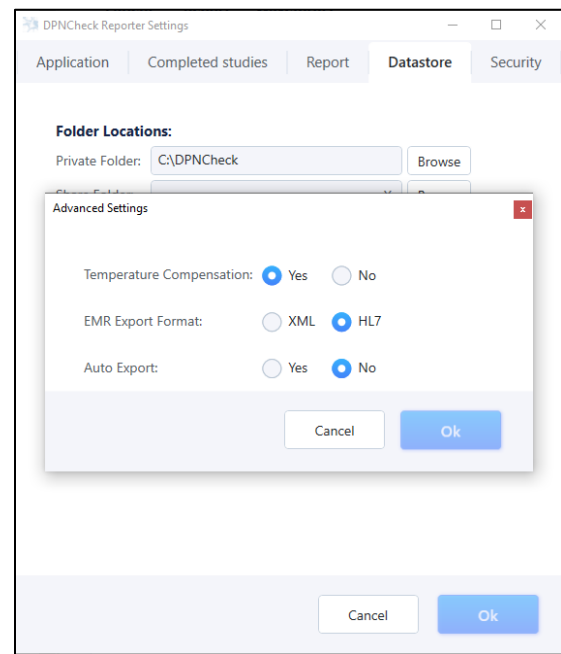 DPNCheck Reporter Settings
Application Completed studies Report Datastore Security
Folder Locations:
Private Folder: C:\DPNCheck Browse
Advanced Settings
Temperature Compensation: Yes No
EMR Export Format: XML HL7
Auto Export: Yes No
Cancel Ok
Cancel Ok